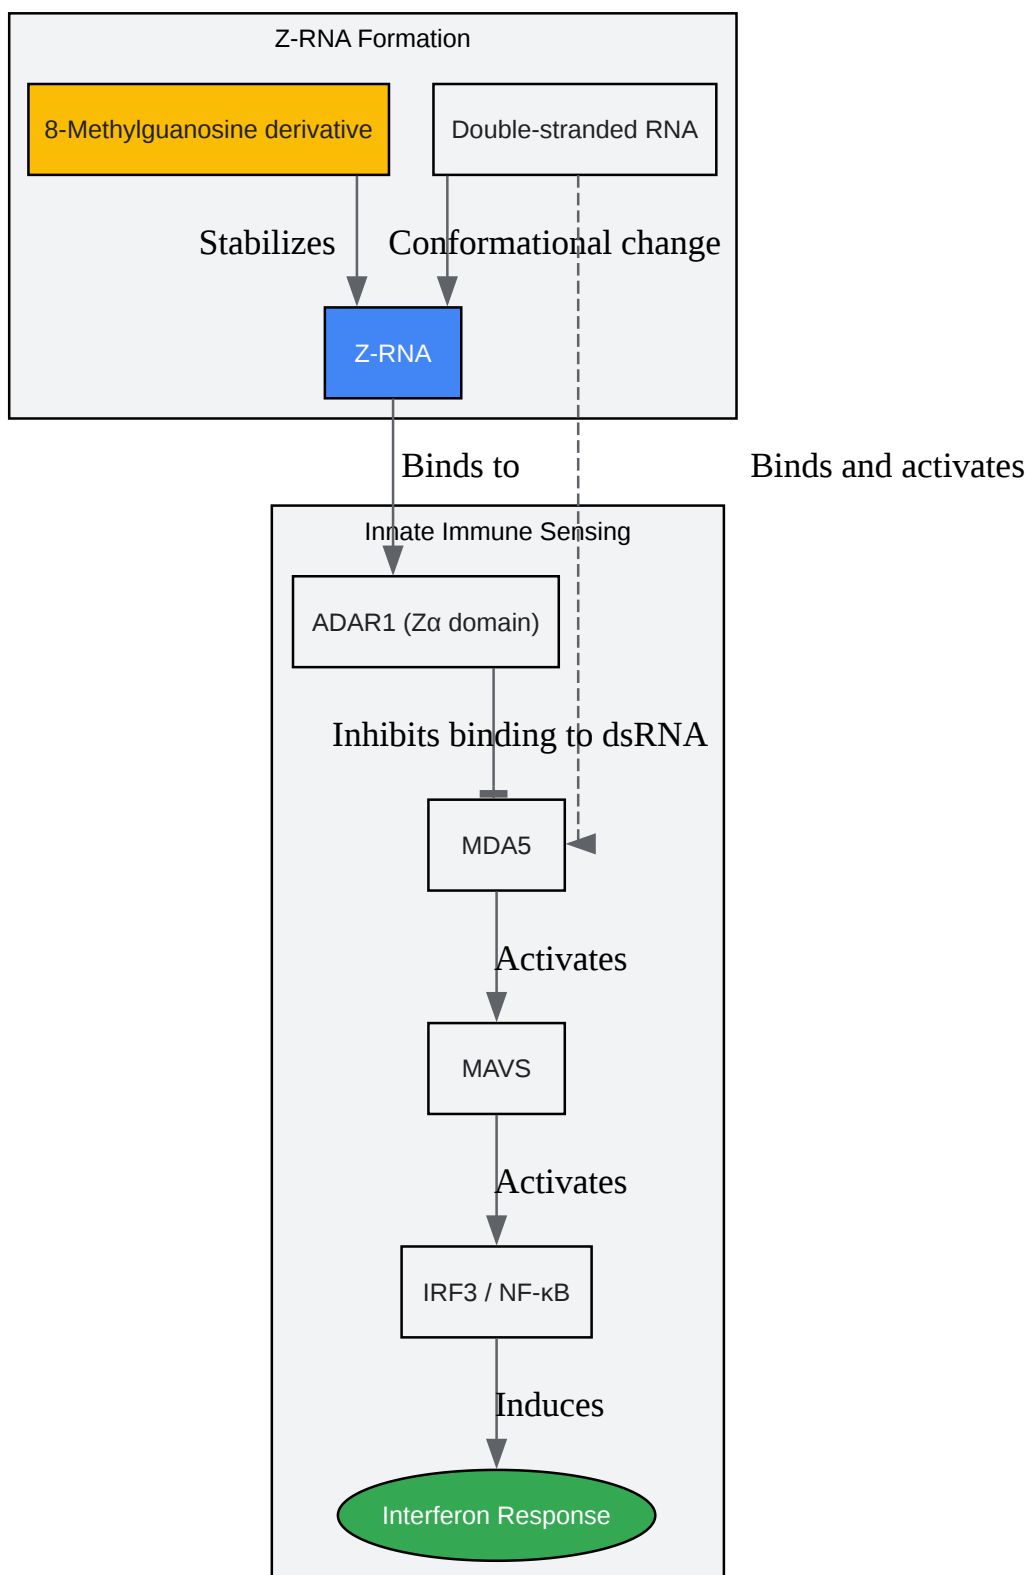 Z-RNA Formation
8-Methylguanosine derivative
Double-stranded RNA
Stabilizes
Conformational change
Z-RNA
Binds to
Binds and activates
Innate Immune Sensing
ADAR1 (Zα domain)
Inhibits binding to dsRNA
MDA5
Activates
MAVS
Activates
IRF3 / NF-κB
Induces
Interferon Response